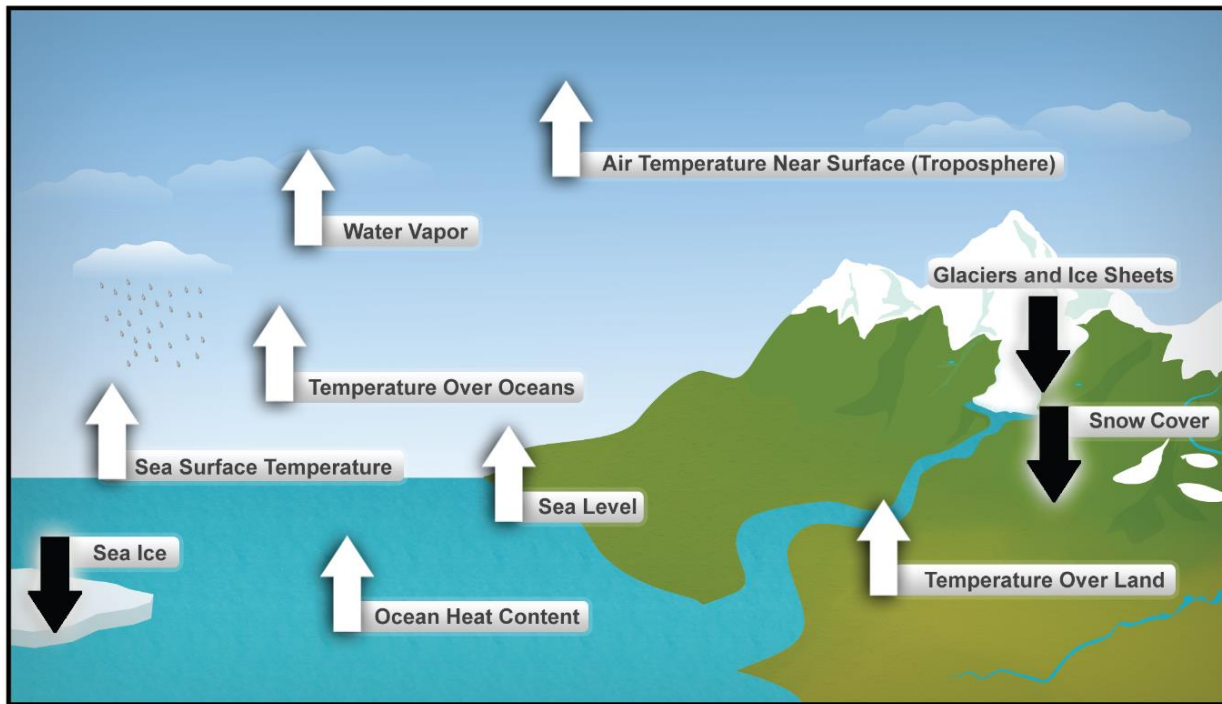 Air Temperature Near Surface (Troposphere)
Water Vapor
Glaciers and Ice Sheets
Temperature Over Oceans
Snow Cover
Sea Surface Temperature
Sea Level
Sea Ice
Temperature Over Land
Ocean Heat Content